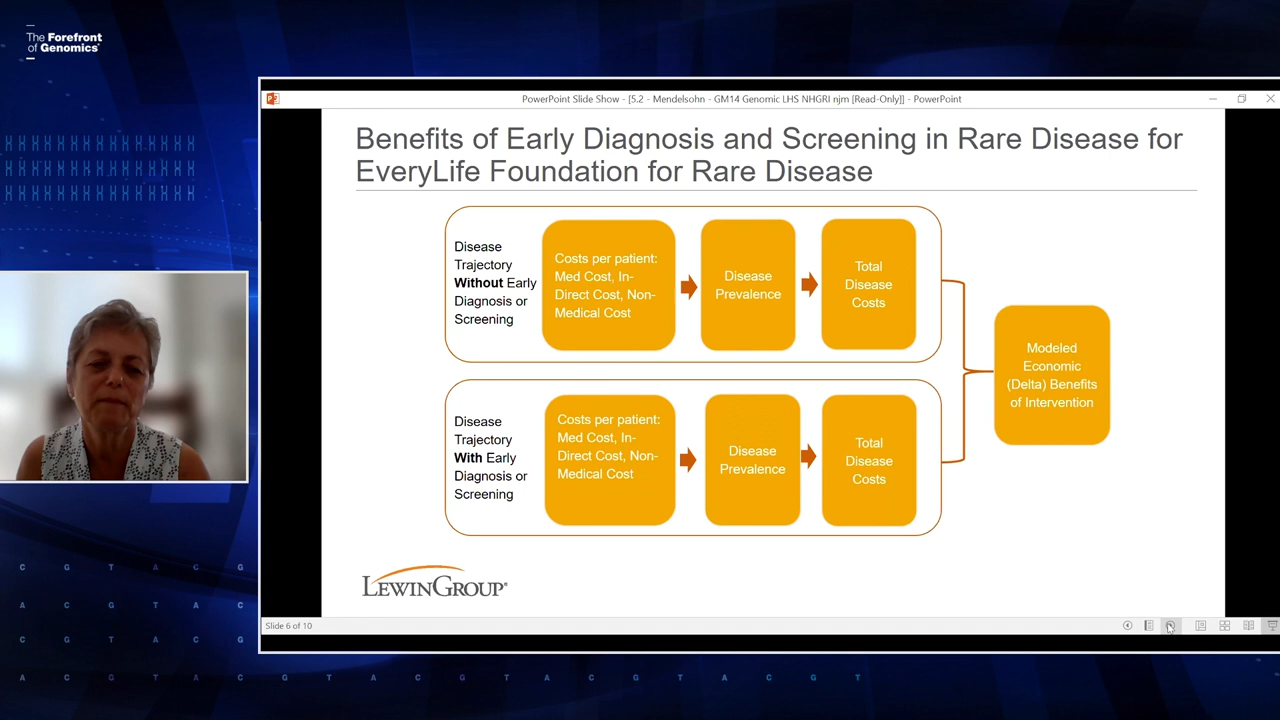 The Forefront
of Genomics®
PowerPoint Slide Show - [5.2 - Mendelsohn - GM14 Genomic LHS NHGRI njm [Read-Only]] - PowerPoint
Benefits of Early Diagnosis and Screening in Rare Disease for
EveryLife Foundation for Rare Disease
Disease
Trajectory
Without Early
Diagnosis or
Screening
Costs per patient:
Med Cost, In-
Direct Cost, Non-
Medical Cost
Disease
Prevalence
Total
Disease
Costs
Disease
Trajectory
With Early
Diagnosis or
Screening
Costs per patient:
Med Cost, In-
Direct Cost, Non-
Medical Cost
Disease
Prevalence
Total
Disease
Costs
Modeled
Economic
(Delta) Benefits
of Intervention
LEWINGROUP®
Slide 6 of 10
C G T A C G
A C G T A C
C G T A C G
A C G T A C G T A C G T A C G T A C G T